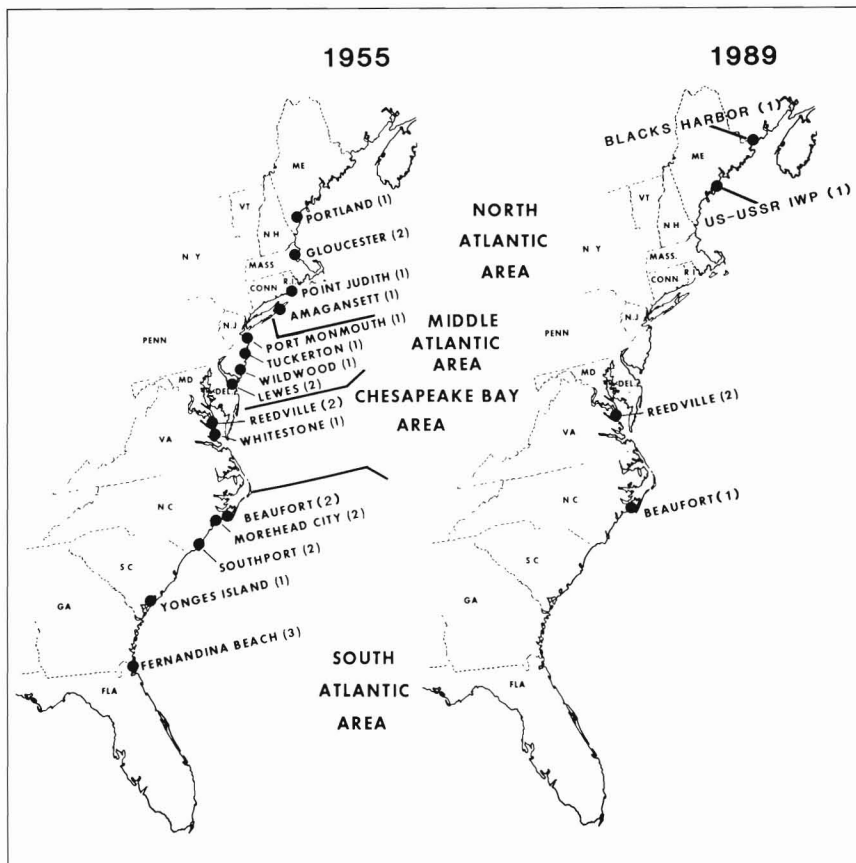 1955
ME
VT
NH
N Y
MASS
CONN
R I
PENN
N.J
MD
DEL
VA
NC
SC
GA
FLA
PORTLAND (1)
GLOUCESTER (2)
POINT JUDITH (1)
AMAGANSETT (1)
PORT MONMOUTH (1)
TUCKERTON (1)
WILDWOOD (1)
LEWES (2)
REEDVILLE (2)
WHITESTONE (1)
BEAUFORT (2)
MOREHEAD CITY (2)
SOUTHPORT (2)
YONGES ISLAND (1)
FERNANDINA BEACH (3)
NORTH
ATLANTIC
AREA
MIDDLE
ATLANTIC
AREA
CHESAPEAKE BAY
AREA
SOUTH
ATLANTIC
AREA
1989
BLACKS HARBOR (1)
US-USSR IWP (1)
ME
VT
NH
N Y
MASS.
CONN
R I
PENN
N.J
MD
DEL
VA
NC
SC
GA
FLA
REEDVILLE (2)
BEAUFORT (1)